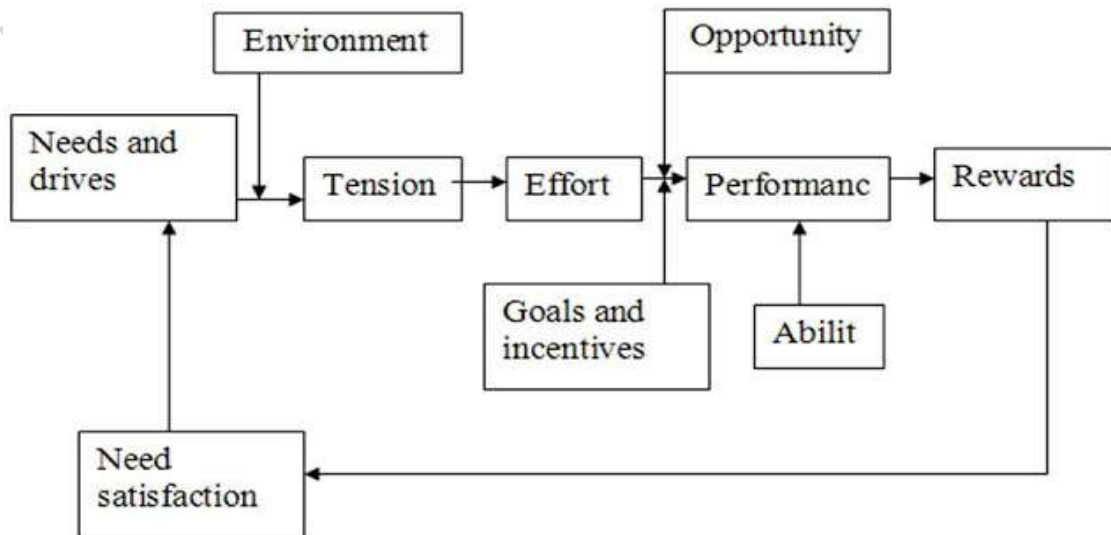 Environment
Opportunity
Needs and
drives
Tension
Effort
Performanc
Rewards
Goals and
incentives
Abilit
Need
satisfaction